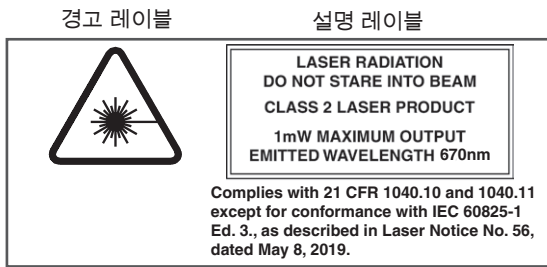 경고 레이블
설명 레이블
LASER RADIATION
DO NOT STARE INTO BEAM
CLASS 2 LASER PRODUCT
1mW MAXIMUM OUTPUT
EMITTED WAVELENGTH 670nm
Complies with 21 CFR 1040.10 and 1040.11
except for conformance with IEC 60825-1
Ed. 3., as described in Laser Notice No. 56,
dated May 8, 2019.